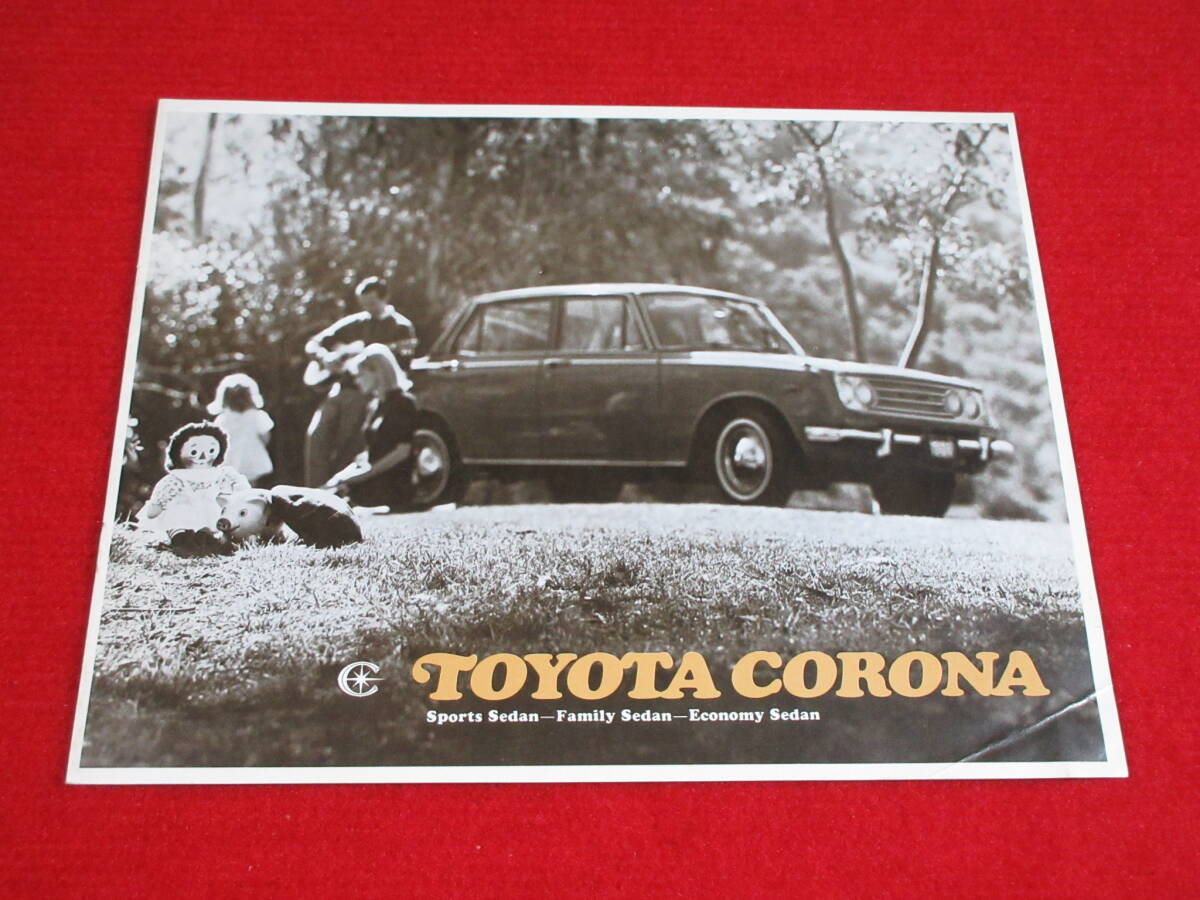 TOYOTA CORONA
Sports Sedan—Family Sedan—Economy Sedan